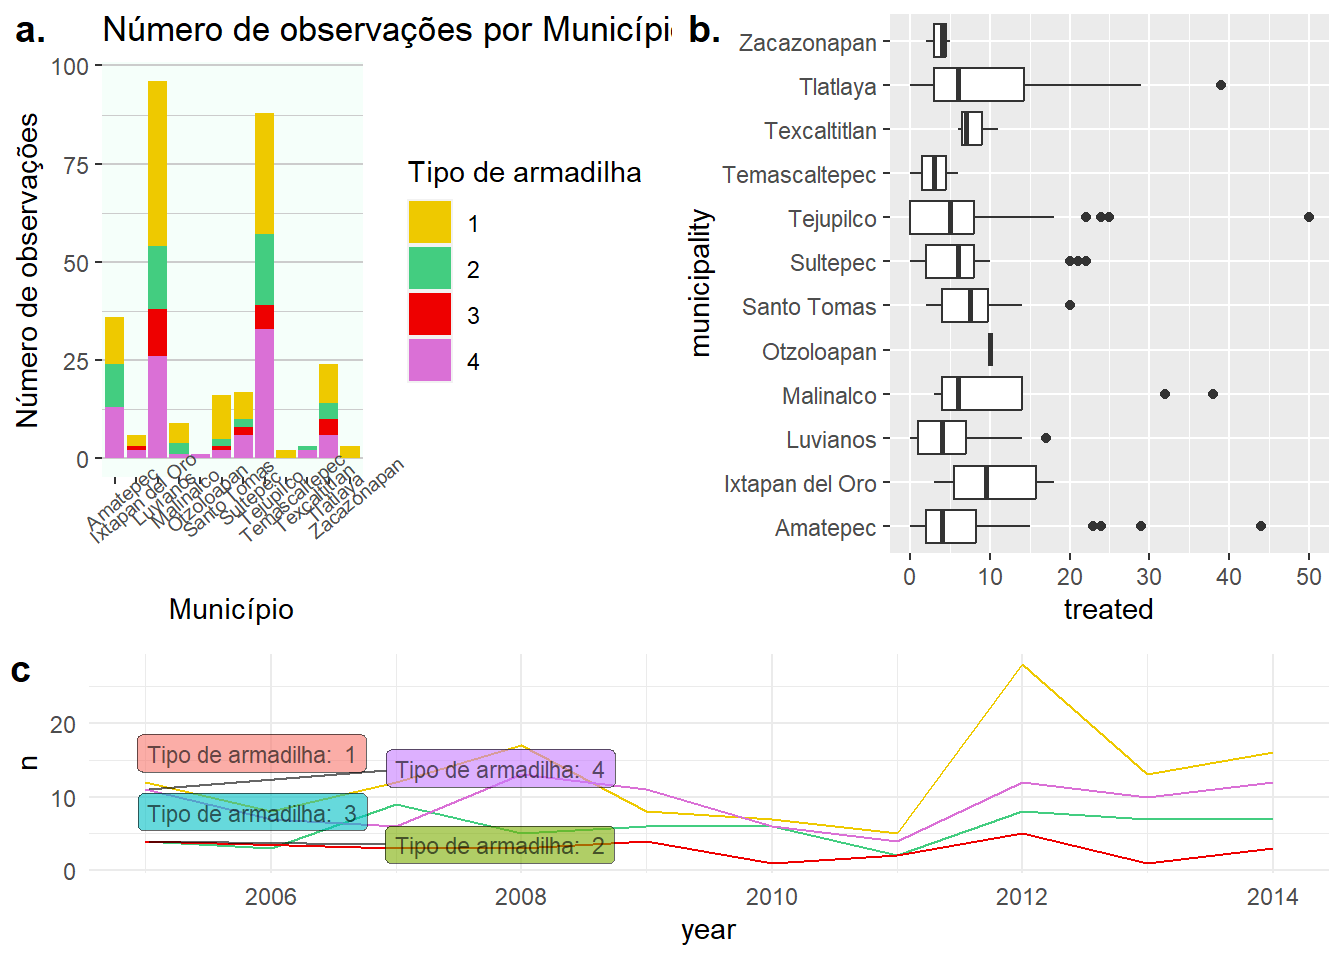 a.
Número de observações por Municípi
100
75
50
25
0
Número de observações
Amatepec
Ixtapan del Oro
Luvianos
Malinalco
Otzoloapan
Santo Tomas
Sultepec
Tejupilco
Temascaltepec
Texcaltitlan
Tlatlaya
Zacazonapan
Município
Tipo de armadilha
1
2
3
4
b.
municipality
Zacazonapan
Tlatlaya
Texcaltitlan
Temascaltepec
Tejupilco
Sultepec
Santo Tomas
Otzoloapan
Malinalco
Luvianos
Ixtapan del Oro
Amatepec
0 10 20 30 40 50
treated
c
n
20
10
0
Tipo de armadilha: 1
Tipo de armadilha: 4
Tipo de armadilha: 3
Tipo de armadilha: 2
2006 2008 2010 2012 2014
year